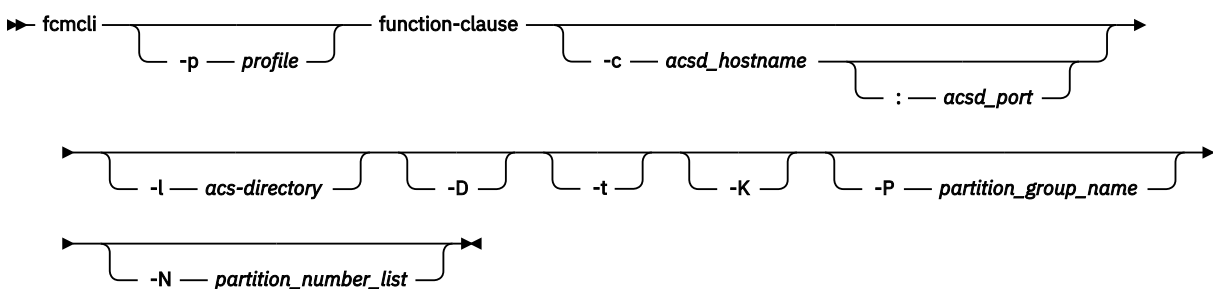 fcmcli function-clause
-p profile -c acsd_hostname
: acsd_port
-l acs-directory -D -t -K -P partition_group_name
-N partition_number_list